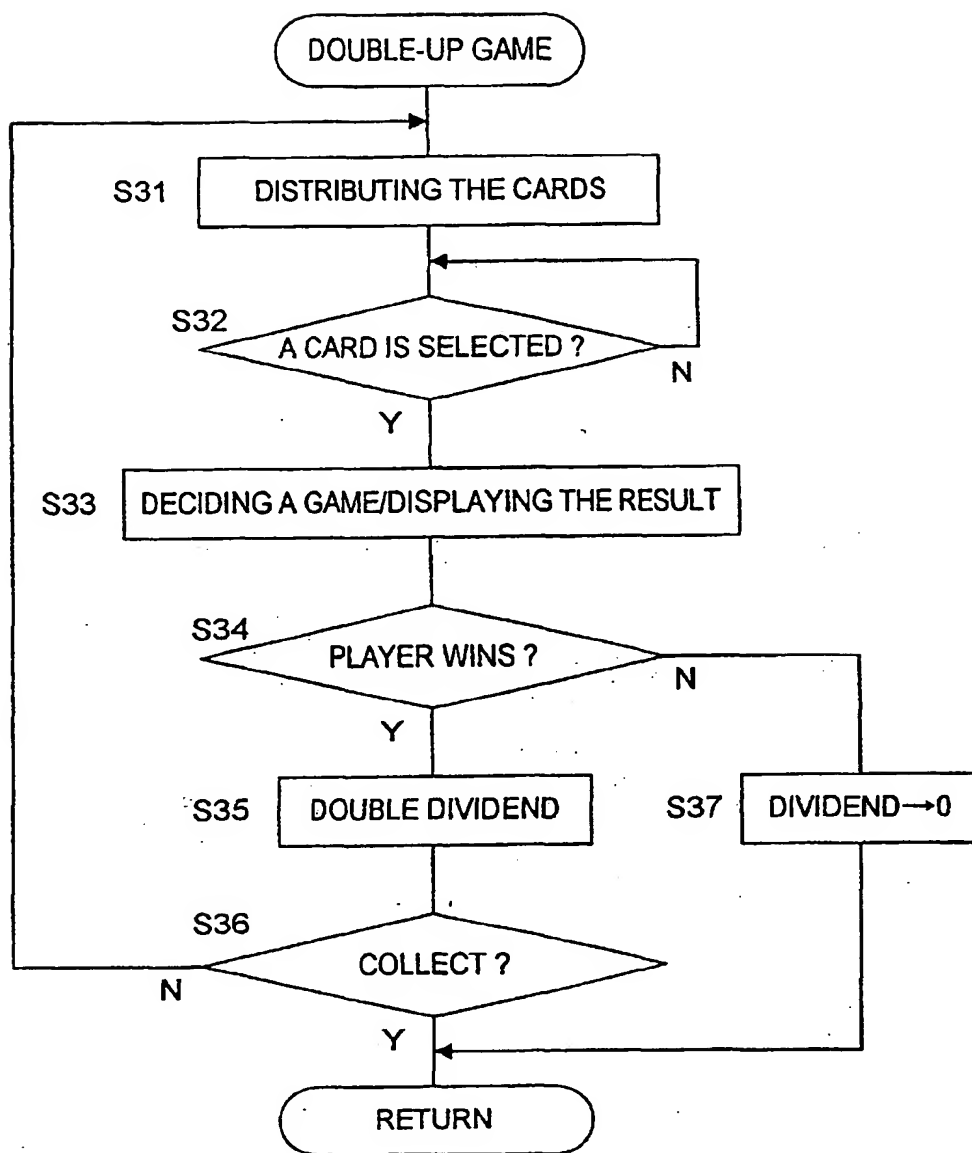 DOUBLE-UP GAME
S31
DISTRIBUTING THE CARDS
S32
A CARD IS SELECTED ?
N
Y
S33
DECIDING A GAME/DISPLAYING THE RESULT
S34
PLAYER WINS ?
N
Y
S35
DOUBLE DIVIDEND
S37
DIVIDEND→0
S36
COLLECT ?
N
Y
RETURN